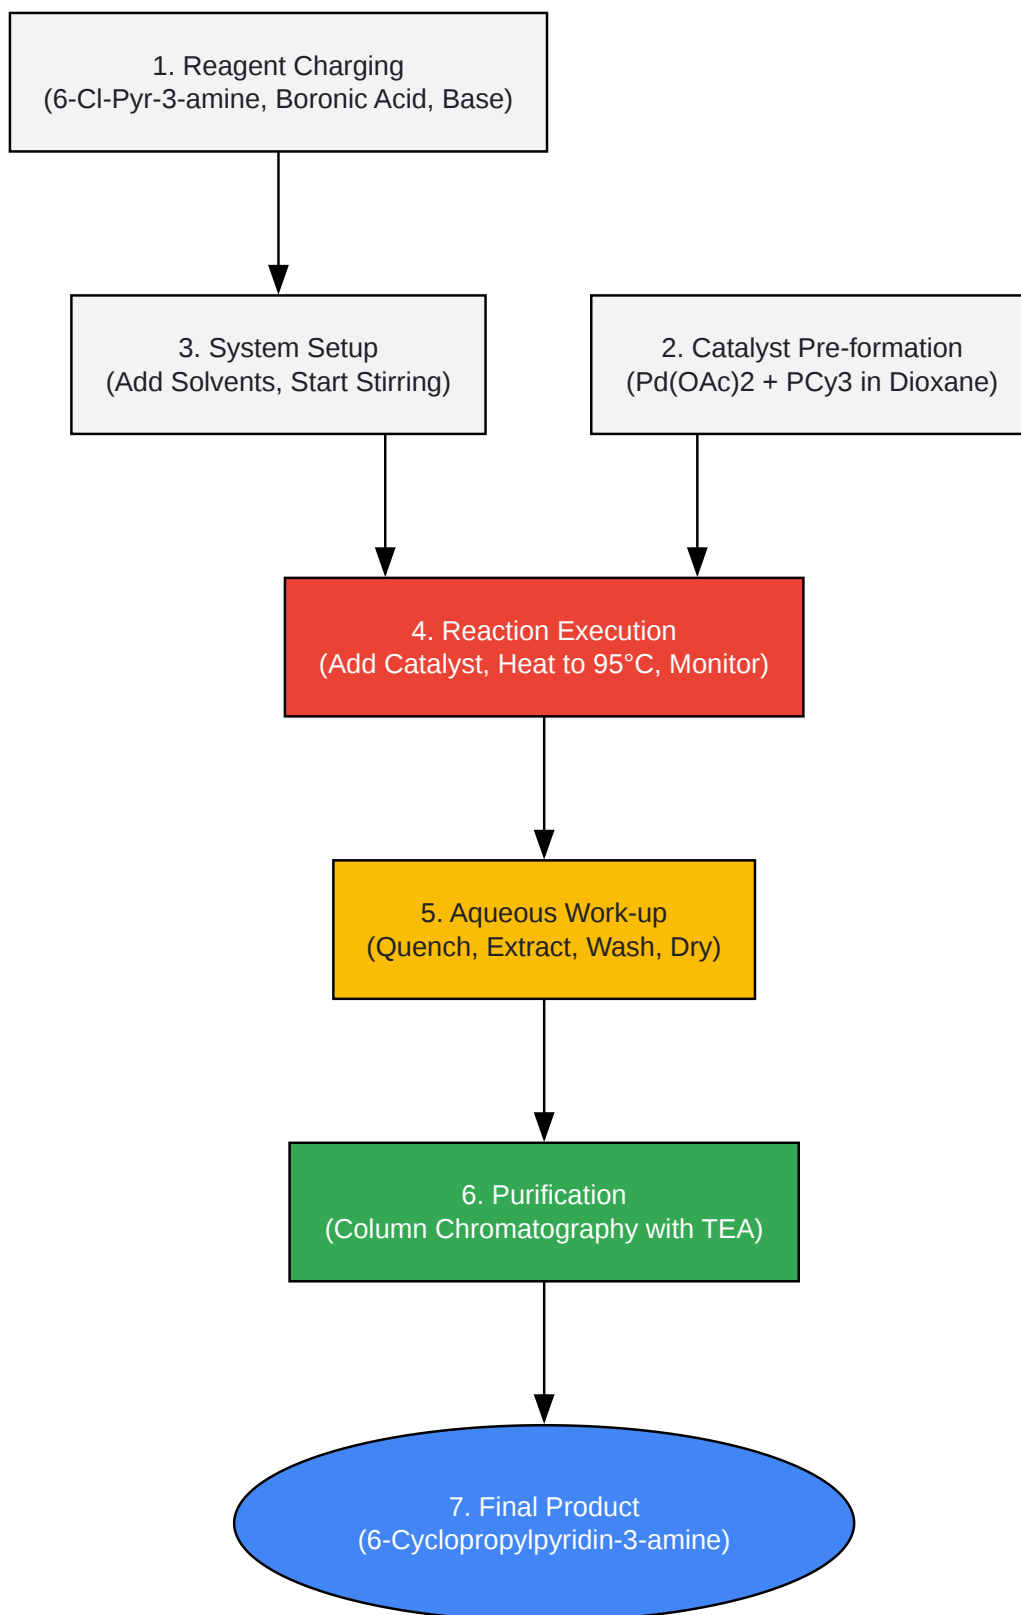 1. Reagent Charging
(6-Cl-Pyr-3-amine, Boronic Acid, Base)
3. System Setup
(Add Solvents, Start Stirring)
2. Catalyst Pre-formation
(Pd(OAc)2 + PCy3 in Dioxane)
4. Reaction Execution
(Add Catalyst, Heat to 95°C, Monitor)
5. Aqueous Work-up
(Quench, Extract, Wash, Dry)
6. Purification
(Column Chromatography with TEA)
7. Final Product
(6-Cyclopropylpyridin-3-amine)